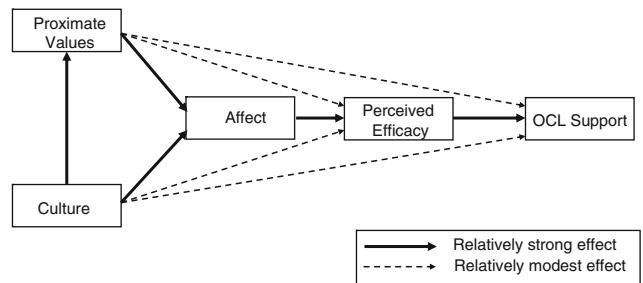 Proximate
Values
Affect
Perceived
Efficacy
OCL Support
Culture
Relatively strong effect
Relatively modest effect